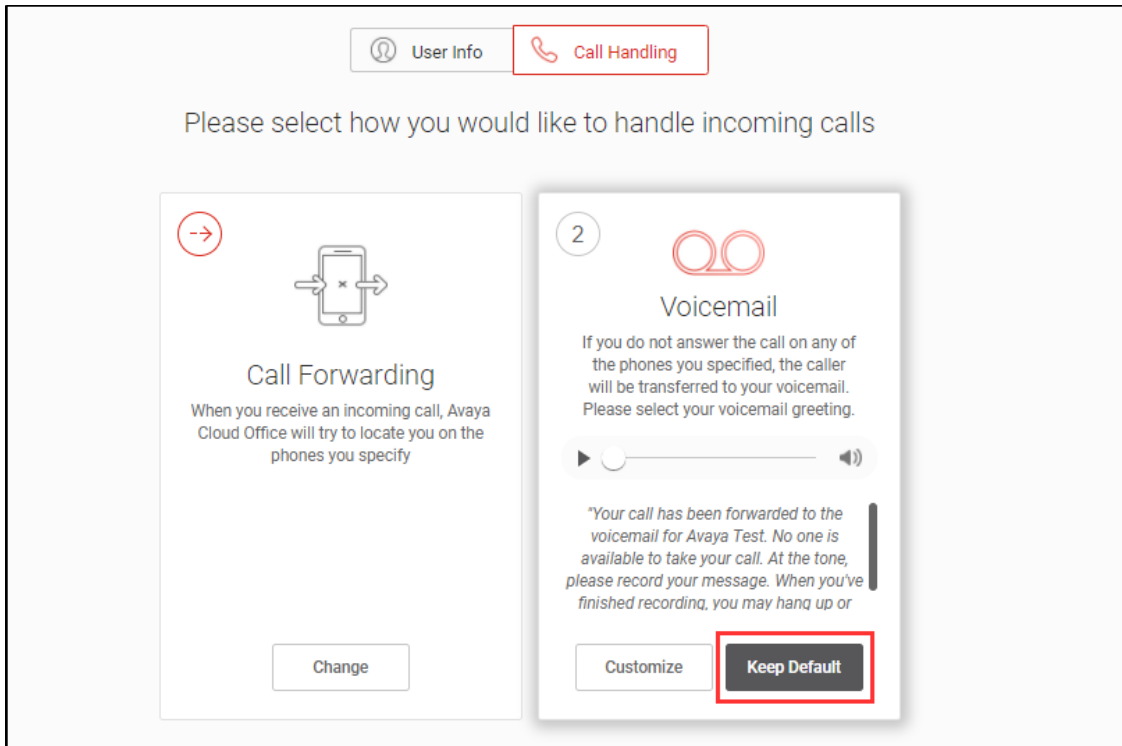 User Info
Call Handling
Please select how you would like to handle incoming calls
Call Forwarding
When you receive an incoming call, Avaya
Cloud Office will try to locate you on the
phones you specify
Change
2
Voicemail
If you do not answer the call on any of
the phones you specified, the caller
will be transferred to your voicemail.
Please select your voicemail greeting.
"Your call has been forwarded to the
voicemail for Avaya Test. No one is
available to take your call. At the tone,
please record your message. When you've
finished recording, you may hang up or
Customize
Keep Default